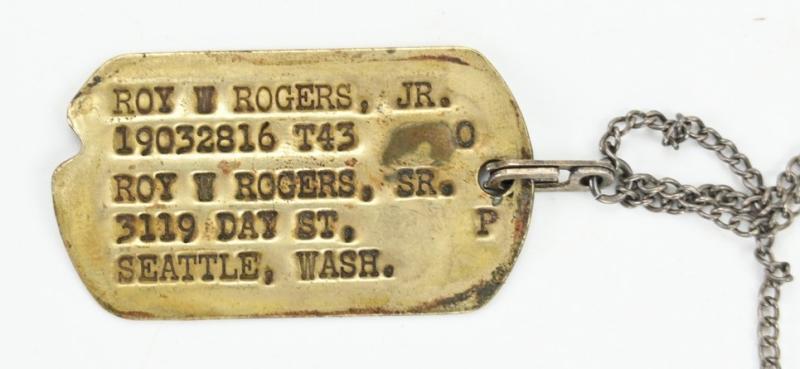 ROY W ROGERS, JR.
19032816 T43 O
ROY W ROGERS, SR.
3119 DAY ST, P
SEATTLE, WASH.